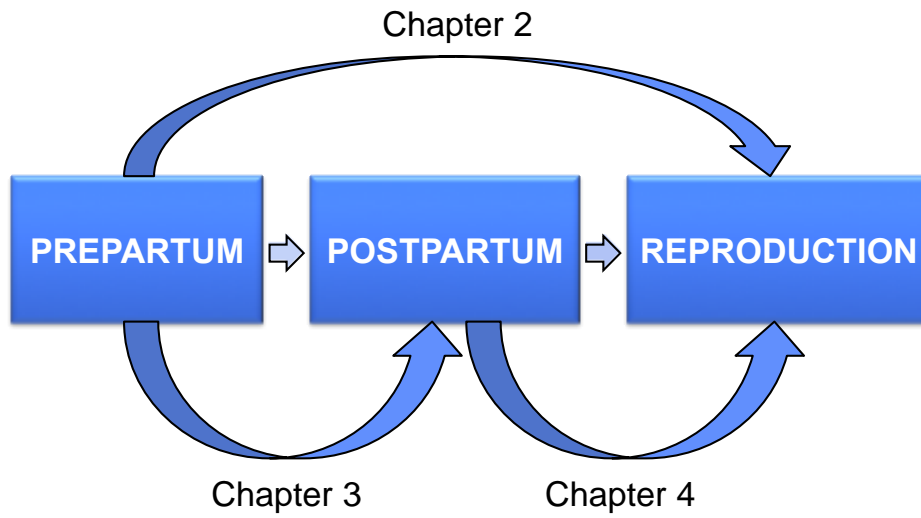 Chapter 2
PREPARTUM
POSTPARTUM
REPRODUCTION
Chapter 3
Chapter 4